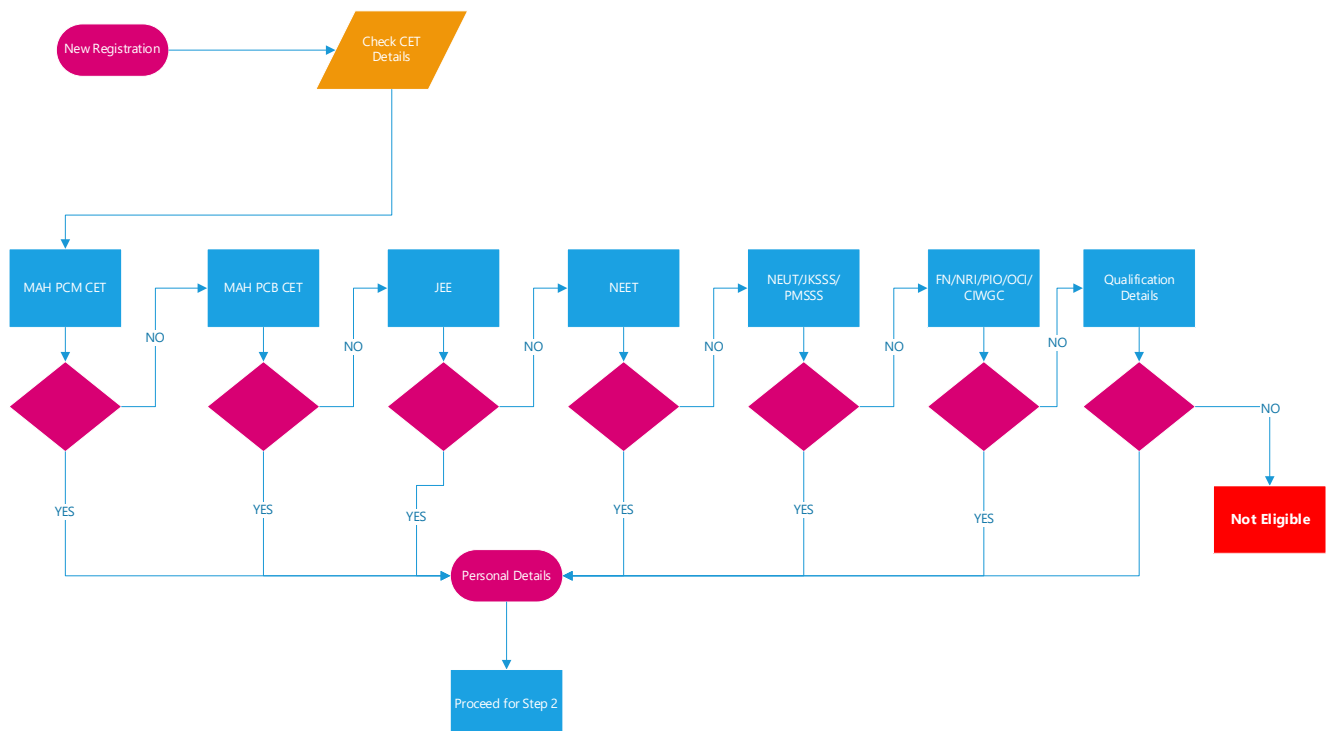 New Registration
Check CET
Details
MAH PCM CET
MAH PCB CET
JEE
NEET
NEUT/JKSSS/
PMSSS
FN/NRI/PIO/OCI/
CIWGC
Qualification
Details
NO
NO
NO
NO
NO
NO
NO
YES
YES
YES
YES
YES
YES
Not Eligible
Personal Details
Proceed for Step 2